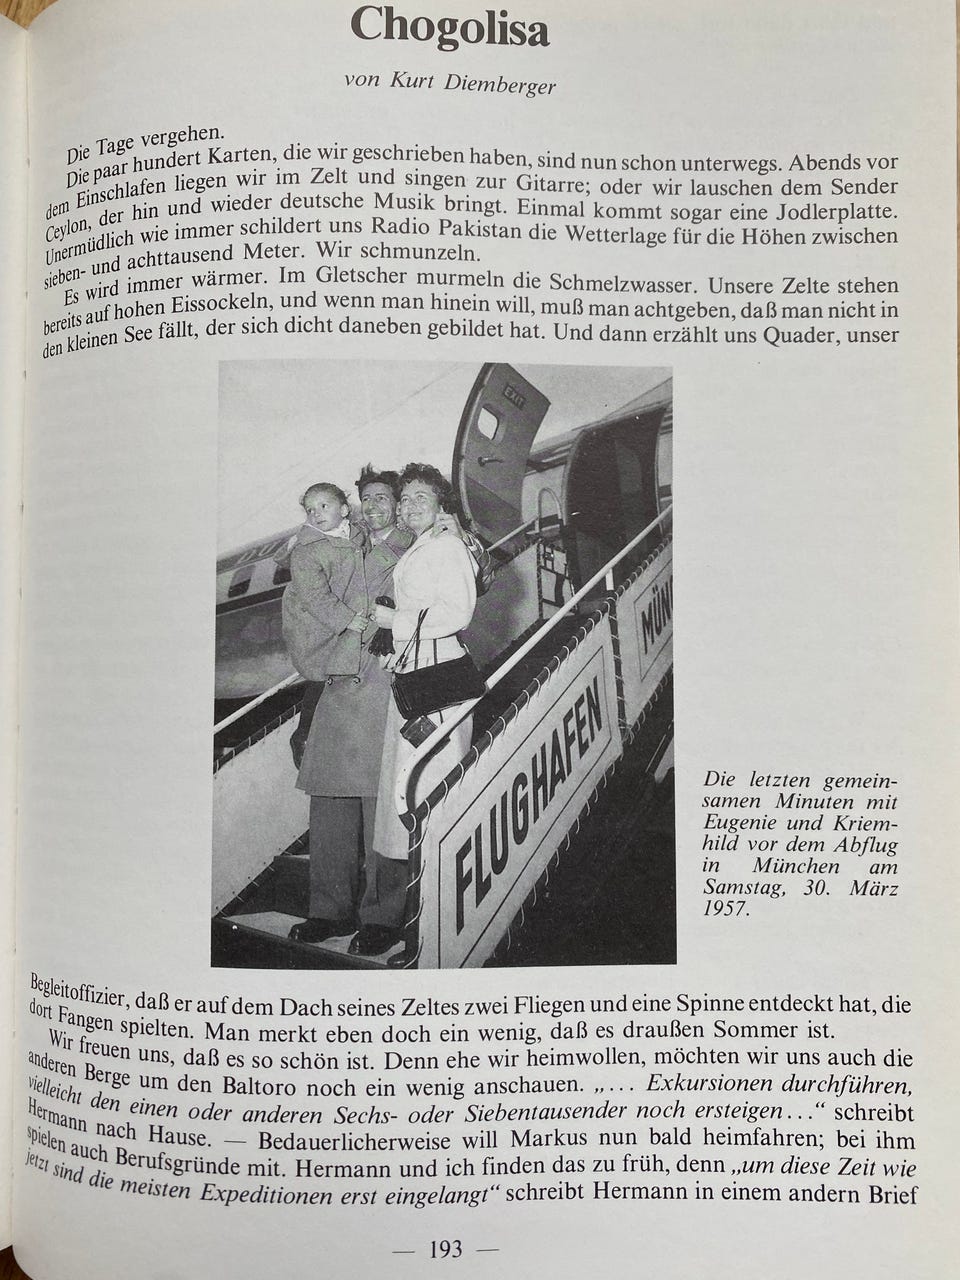 Chogolisa
von Kurt Diemberger
Die Tage vergehen.
Die paar hundert Karten, die wir geschrieben haben, sind nun schon unterwegs. Abends vor
dem Einschlafen liegen wir im Zelt und singen zur Gitarre; oder wir lauschen dem Sender
Ceylon, der hin und wieder deutsche Musik bringt. Einmal kommt sogar eine Jodlerplatte.
Unermüdlich wie immer schildert uns Radio Pakistan die Wetterlage für die Höhen zwischen
sieben- und achttausend Meter. Wir schmunzeln.
Es wird immer wärmer. Im Gletscher murmeln die Schmelzwasser. Unsere Zelte stehen
bereits auf hohen Eissockeln, und wenn man hinein will, muß man achtgeben, daß man nicht in
den kleinen See fällt, der sich dicht daneben gebildet hat. Und dann erzählt uns Quader, unser
EXIT
MÜN
FLUGHAFEN
Die letzten gemein-
samen Minuten mit
Eugenie und Kriem-
hild vor dem Abflug
in München am
Samstag, 30. März
1957.
Begleitoffizier, daß er auf dem Dach seines Zeltes zwei Fliegen und eine Spinne entdeckt hat, die
dort Fangen spielten. Man merkt eben doch ein wenig, daß es draußen Sommer ist.
Wir freuen uns, daß es so schön ist. Denn ehe wir heimwollen, möchten wir uns auch die
anderen Berge um den Baltoro noch ein wenig anschauen. „... Exkursionen durchführen,
vielleicht den einen oder anderen Sechs- oder Siebentausender noch ersteigen...“ schreibt
Hermann nach Hause. — Bedauerlicherweise will Markus nun bald heimfahren; bei ihm
spielen auch Berufsgründe mit. Hermann und ich finden das zu früh, denn „um diese Zeit wie
jetzt sind die meisten Expeditionen erst eingelangt“ schreibt Hermann in einem andern Brief
— 193 —